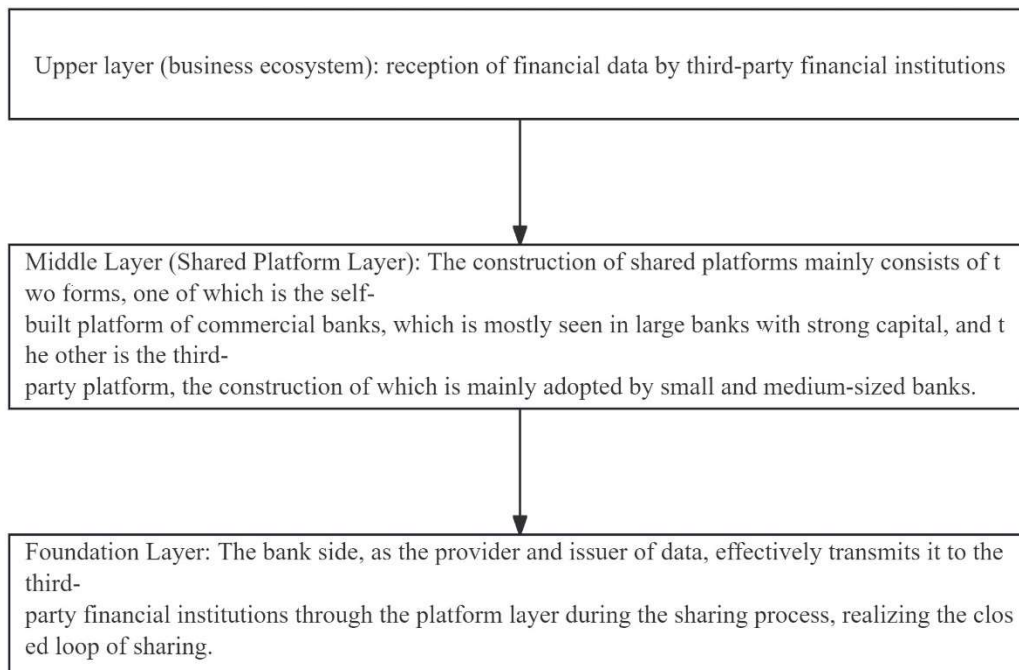 Upper layer (business ecosystem): reception of financial data by third-party financial institutions
Middle Layer (Shared Platform Layer): The construction of shared platforms mainly consists of t
wo forms, one of which is the self-
built platform of commercial banks, which is mostly seen in large banks with strong capital, and t
he other is the third-
party platform, the construction of which is mainly adopted by small and medium-sized banks.
Foundation Layer: The bank side, as the provider and issuer of data, effectively transmits it to the
third-
party financial institutions through the platform layer during the sharing process, realizing the clos
ed loop of sharing.